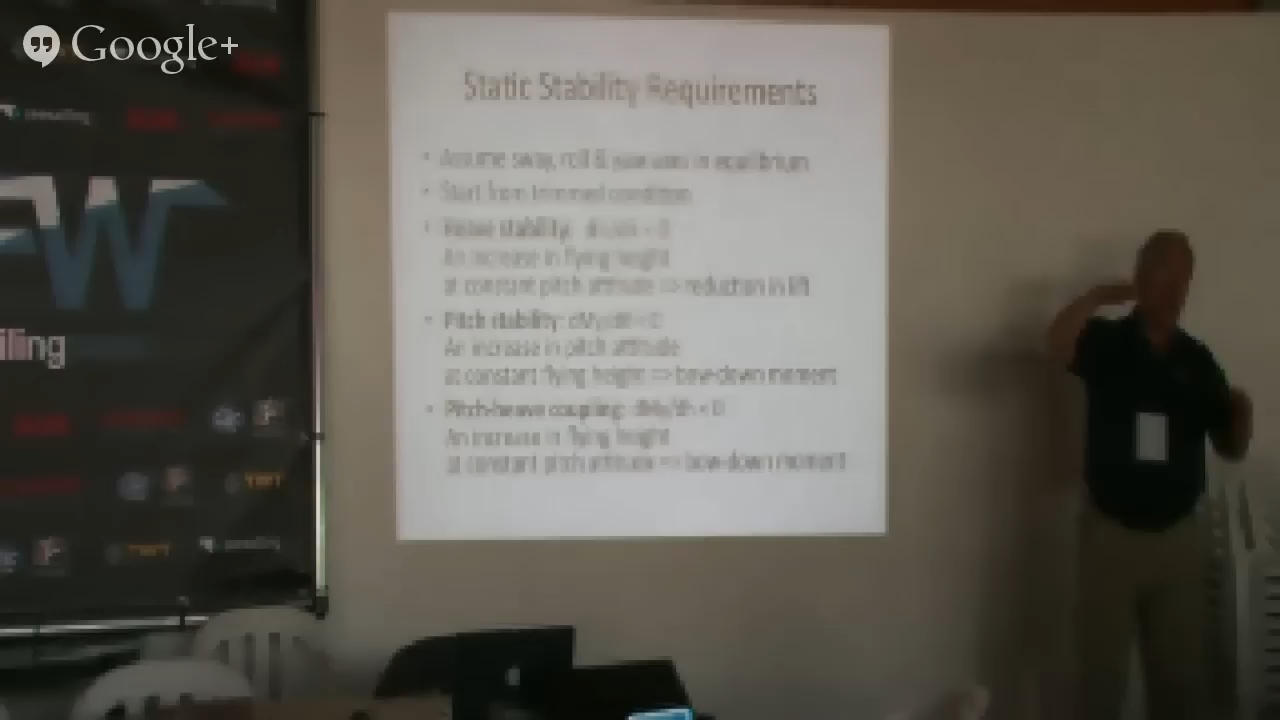 Google+
Static Stability Requirements
• Assume sway, roll & yaw axes in equilibrium
• Start from trimmed condition
• Heave stability:
An increase in flying height
at constant pitch attitude => reduction in lift
• Pitch stability:
An increase in pitch attitude
at constant flying height => bow-down moment
• Pitch-heave coupling:
An increase in flying height
at constant pitch attitude => bow-down moment
W
iling